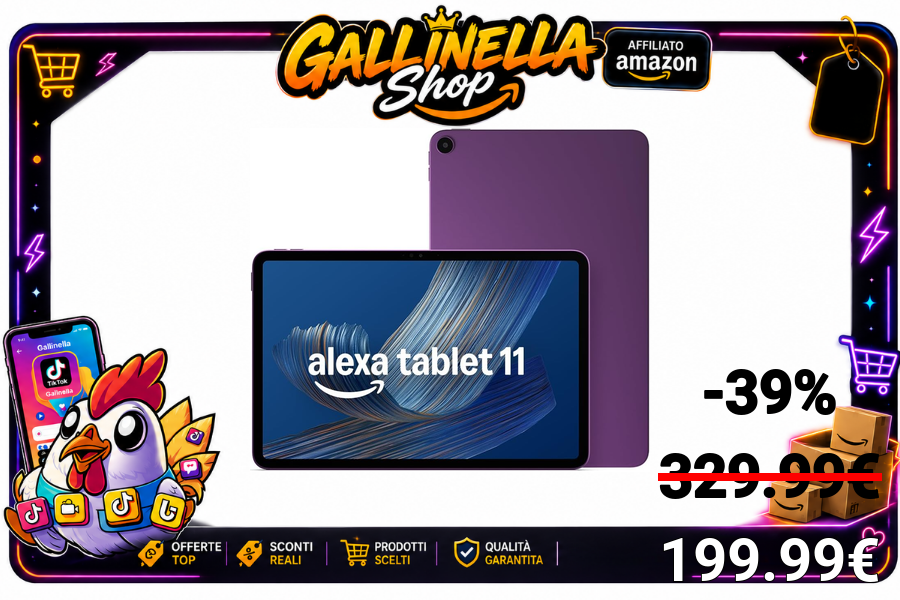 GALLINELLA
Shop
AFFILIATO
amazon
alexa tablet 11
Gallinella
TikTok
Gallinella
-39%
329.99€
199.99€
OFFERTE
TOP
SCONTI
REALI
PRODOTTI
SCELTI
QUALITÀ
GARANTITA